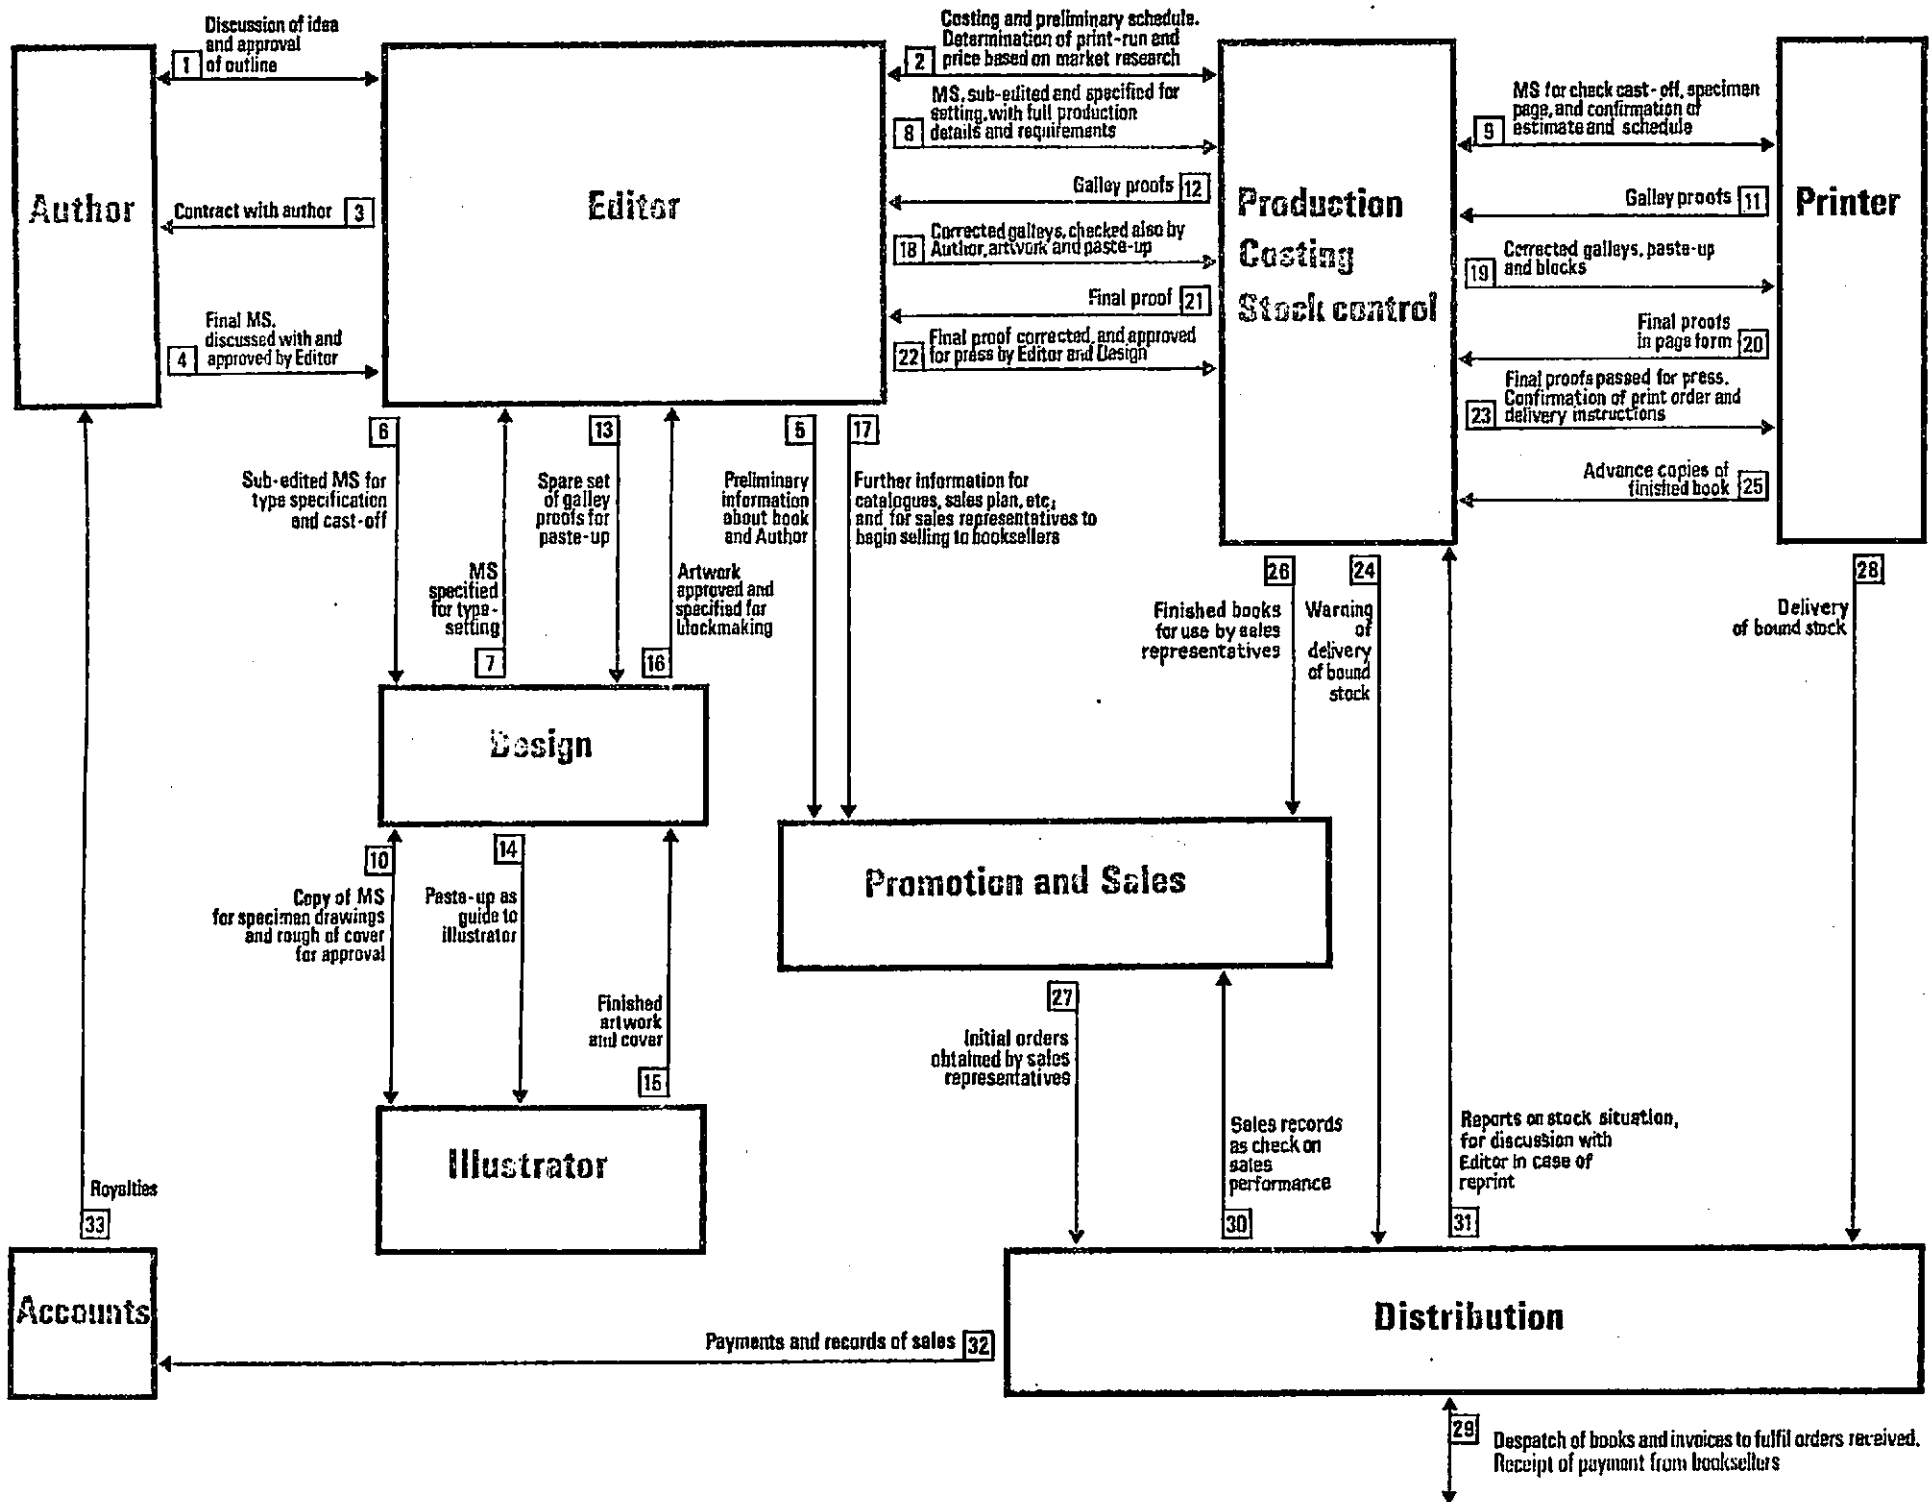 Discussion of idea
and approval
of outline
1
Costing and preliminary schedule.
Determination of print-run and
price based on market research
2
MS, sub-edited and specified for
setting, with full production
details and requirements
8
MS for check cast-off, specimen
page, and confirmation of
estimate and schedule
9
Author
Contract with author 3
Editor
Galley proofs 12
Production
Costing
Stock control
Galley proofs 11
Printer
18 Corrected galleys, checked also by
Author, artwork and paste-up
19 Corrected galleys, paste-up
and blocks
Final proof 21
Final proofs
in page form 20
4 Final MS.
discussed with and
approved by Editor
22 Final proof corrected, and approved
for press by Editor and Design
23 Final proofs passed for press.
Confirmation of print order and
delivery instructions
Advance copies of
finished book 25
6
Sub-edited MS for
type specification
and cast-off
MS
specified
for type-
setting
7
13
Spare set
of galley
proofs for
paste-up
Artwork
approved and
specified for
blockmaking
16
5
Preliminary
information
about book
and Author
17
Further information for
catalogues, sales plan, etc;
and for sales representatives to
begin selling to booksellers
26
Finished books
for use by sales
representatives
24
Warning
of
delivery
of bound
stock
28
Delivery
of bound stock
Design
10
Copy of MS
for specimen drawings
and rough of cover
for approval
14
Paste-up as
guide to
illustrator
Finished
artwork
and cover
15
Promotion and Sales
27
Initial orders
obtained by sales
representatives
Sales records
as check on
sales
performance
30
Reports on stock situation,
for discussion with
Editor in case of
reprint
31
Illustrator
Royalties
33
Accounts
Payments and records of sales 32
Distribution
29
Despatch of books and invoices to fulfil orders received.
Receipt of payment from booksellers